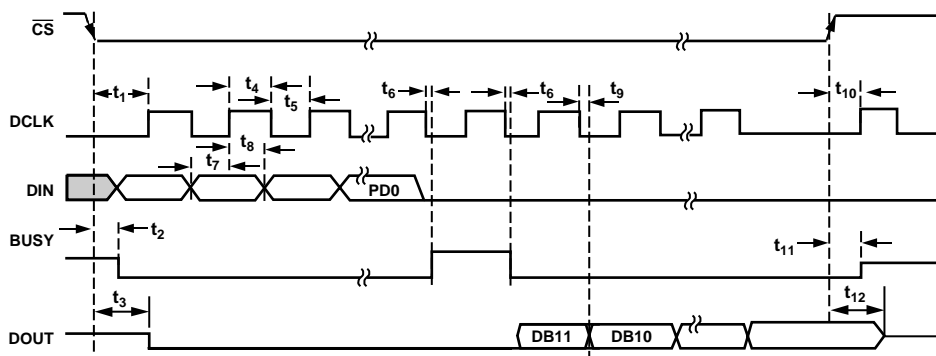 CS
t1
t4
t5
t6
t6
t9
t10
DCLK
t7
t8
DIN
PD0
BUSY
t2
t11
t3
t12
DOUT
DB11
DB10